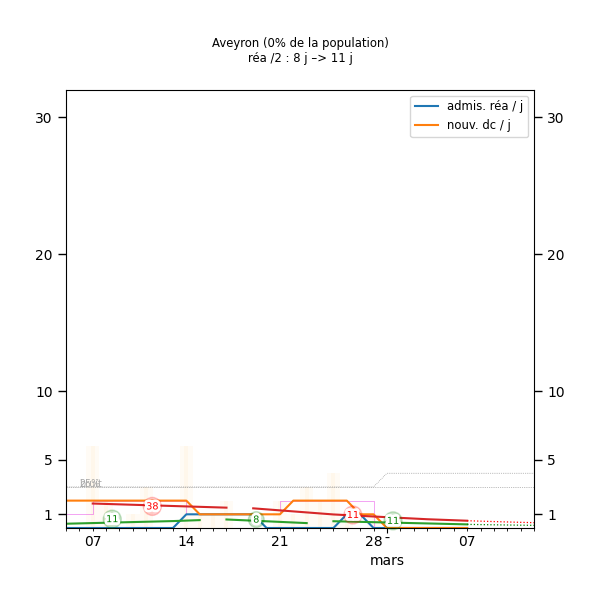 Aveyron (0% de la population)
réa /2 : 8 j –> 11 j
admis. réa / j
nouv. dc / j
30 30
20 20
10 10
5 5
1 1
38
11 8 11 11
07 14 21 28 07
mars